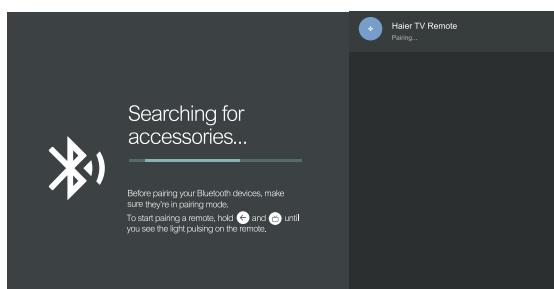 Haier TV Remote
Pairing...
Searching for
accessories...
Before pairing your Bluetooth devices, make
sure they're in pairing mode.
To start pairing a remote, hold and until
you see the light pulsing on the remote.